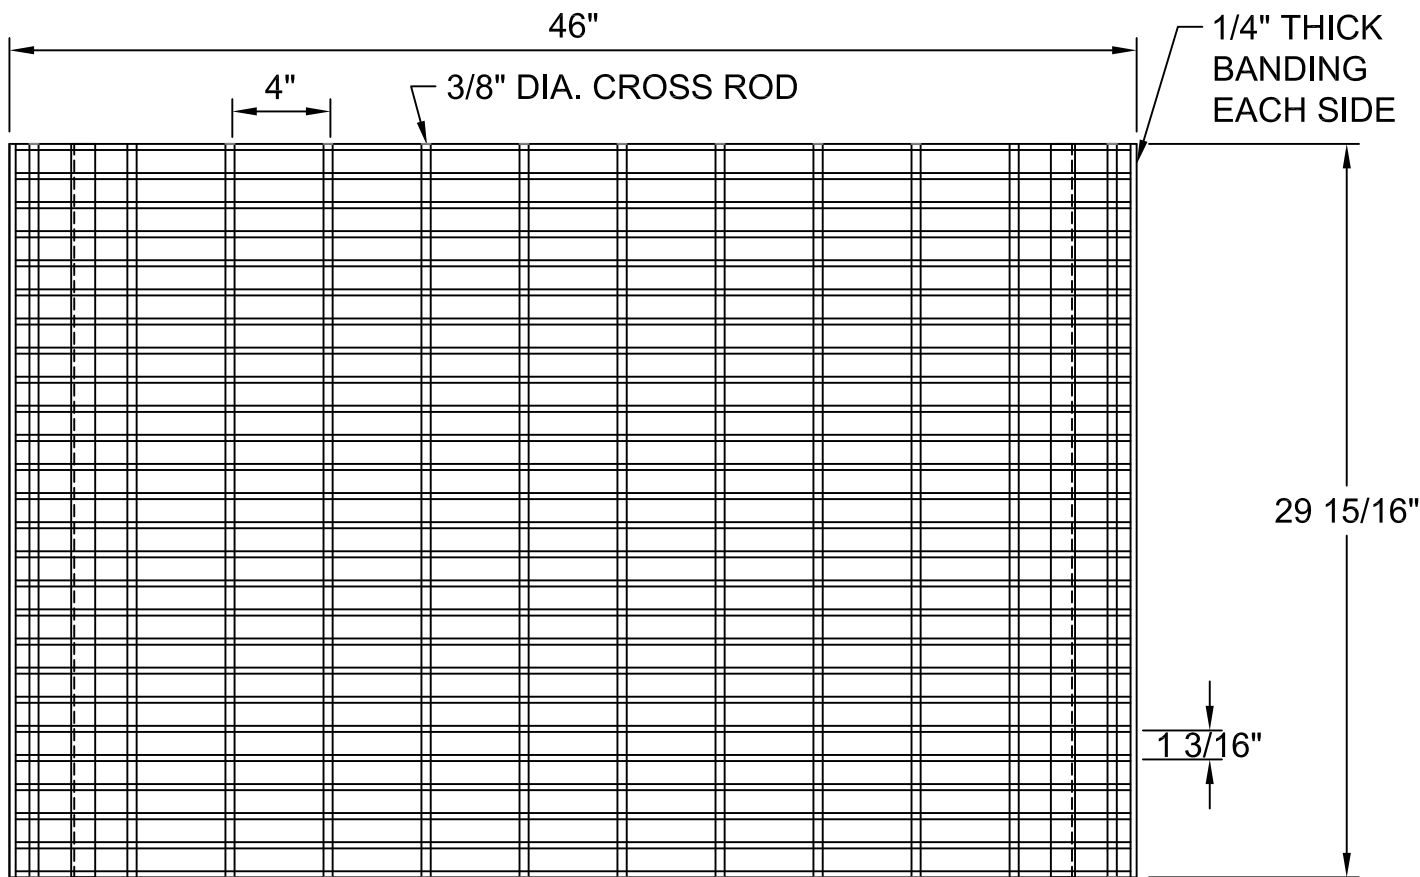 46"
1/4" THICK
BANDING
EACH SIDE
4"
3/8" DIA. CROSS ROD
29 15/16"
1 3/16"